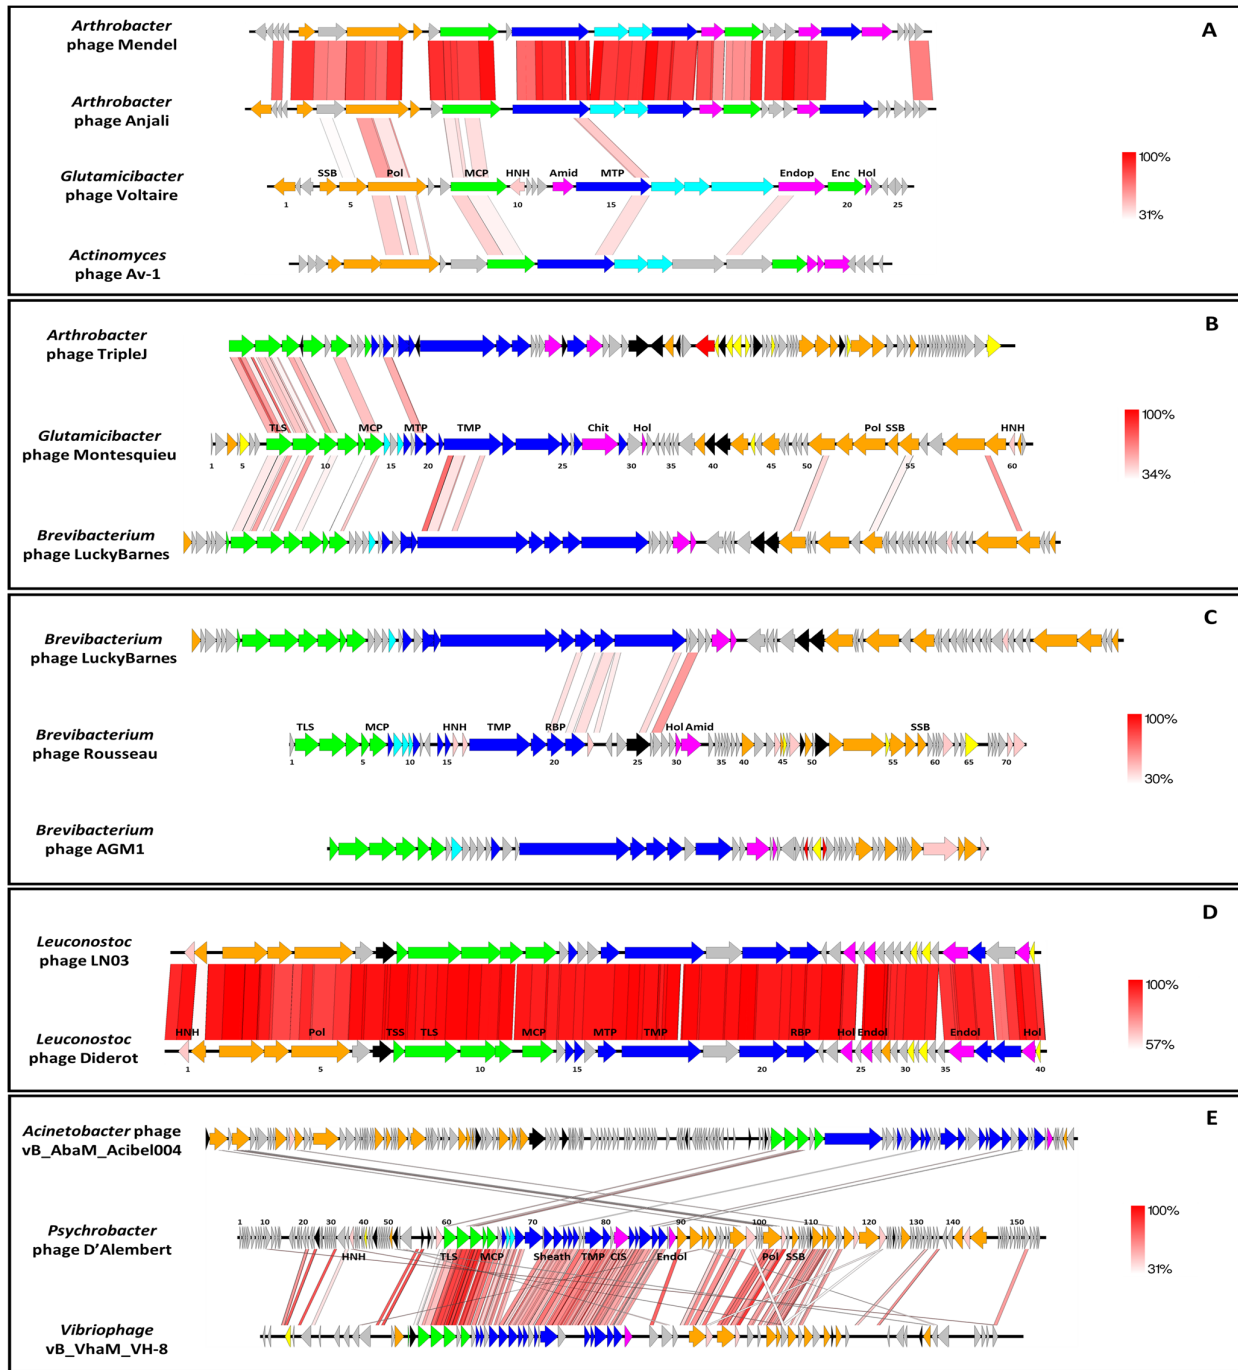 A
Arthrobacter
phage Mendel
Arthrobacter
phage Anjali
100%
31%
Glutamicibacter
phage Voltaire
SSB Pol MCP HNH Amid MTP Endop Enc Hol
1 5 10 15 20 25
Actinomyces
phage Av-1
B
Arthrobacter
phage TripleJ
100%
34%
Glutamicibacter
phage Montesquieu
TLS MCP MTP TMP Chit Hol Pol SSB HNH
1 5 10 15 20 25 30 35 40 45 50 55 60
Brevibacterium
phage LuckyBarnes
C
Brevibacterium
phage LuckyBarnes
100%
30%
Brevibacterium
phage Rousseau
TLS MCP HNH TMP RBP Hol Amid SSB
1 5 10 15 20 25 30 35 40 45 50 55 60 65 70
Brevibacterium
phage AGM1
D
Leuconostoc
phage LN03
100%
57%
HNH Pol TSS TLS MCP MTP TMP RBP Hol Endol Endol Hol
Leuconostoc
phage Diderot
1 5 10 15 20 25 30 35 40
E
Acinetobacter phage
vB_AbaM_Acibel004
100%
31%
1 10 20 30 40 50 60 70 80 90 100 110 120 130 140 150
Psychrobacter
phage D’Alembert
HNH TLS MCP Sheath TMP CIS Endol Pol SSB
Vibriophage
vB_VhaM_VH-8